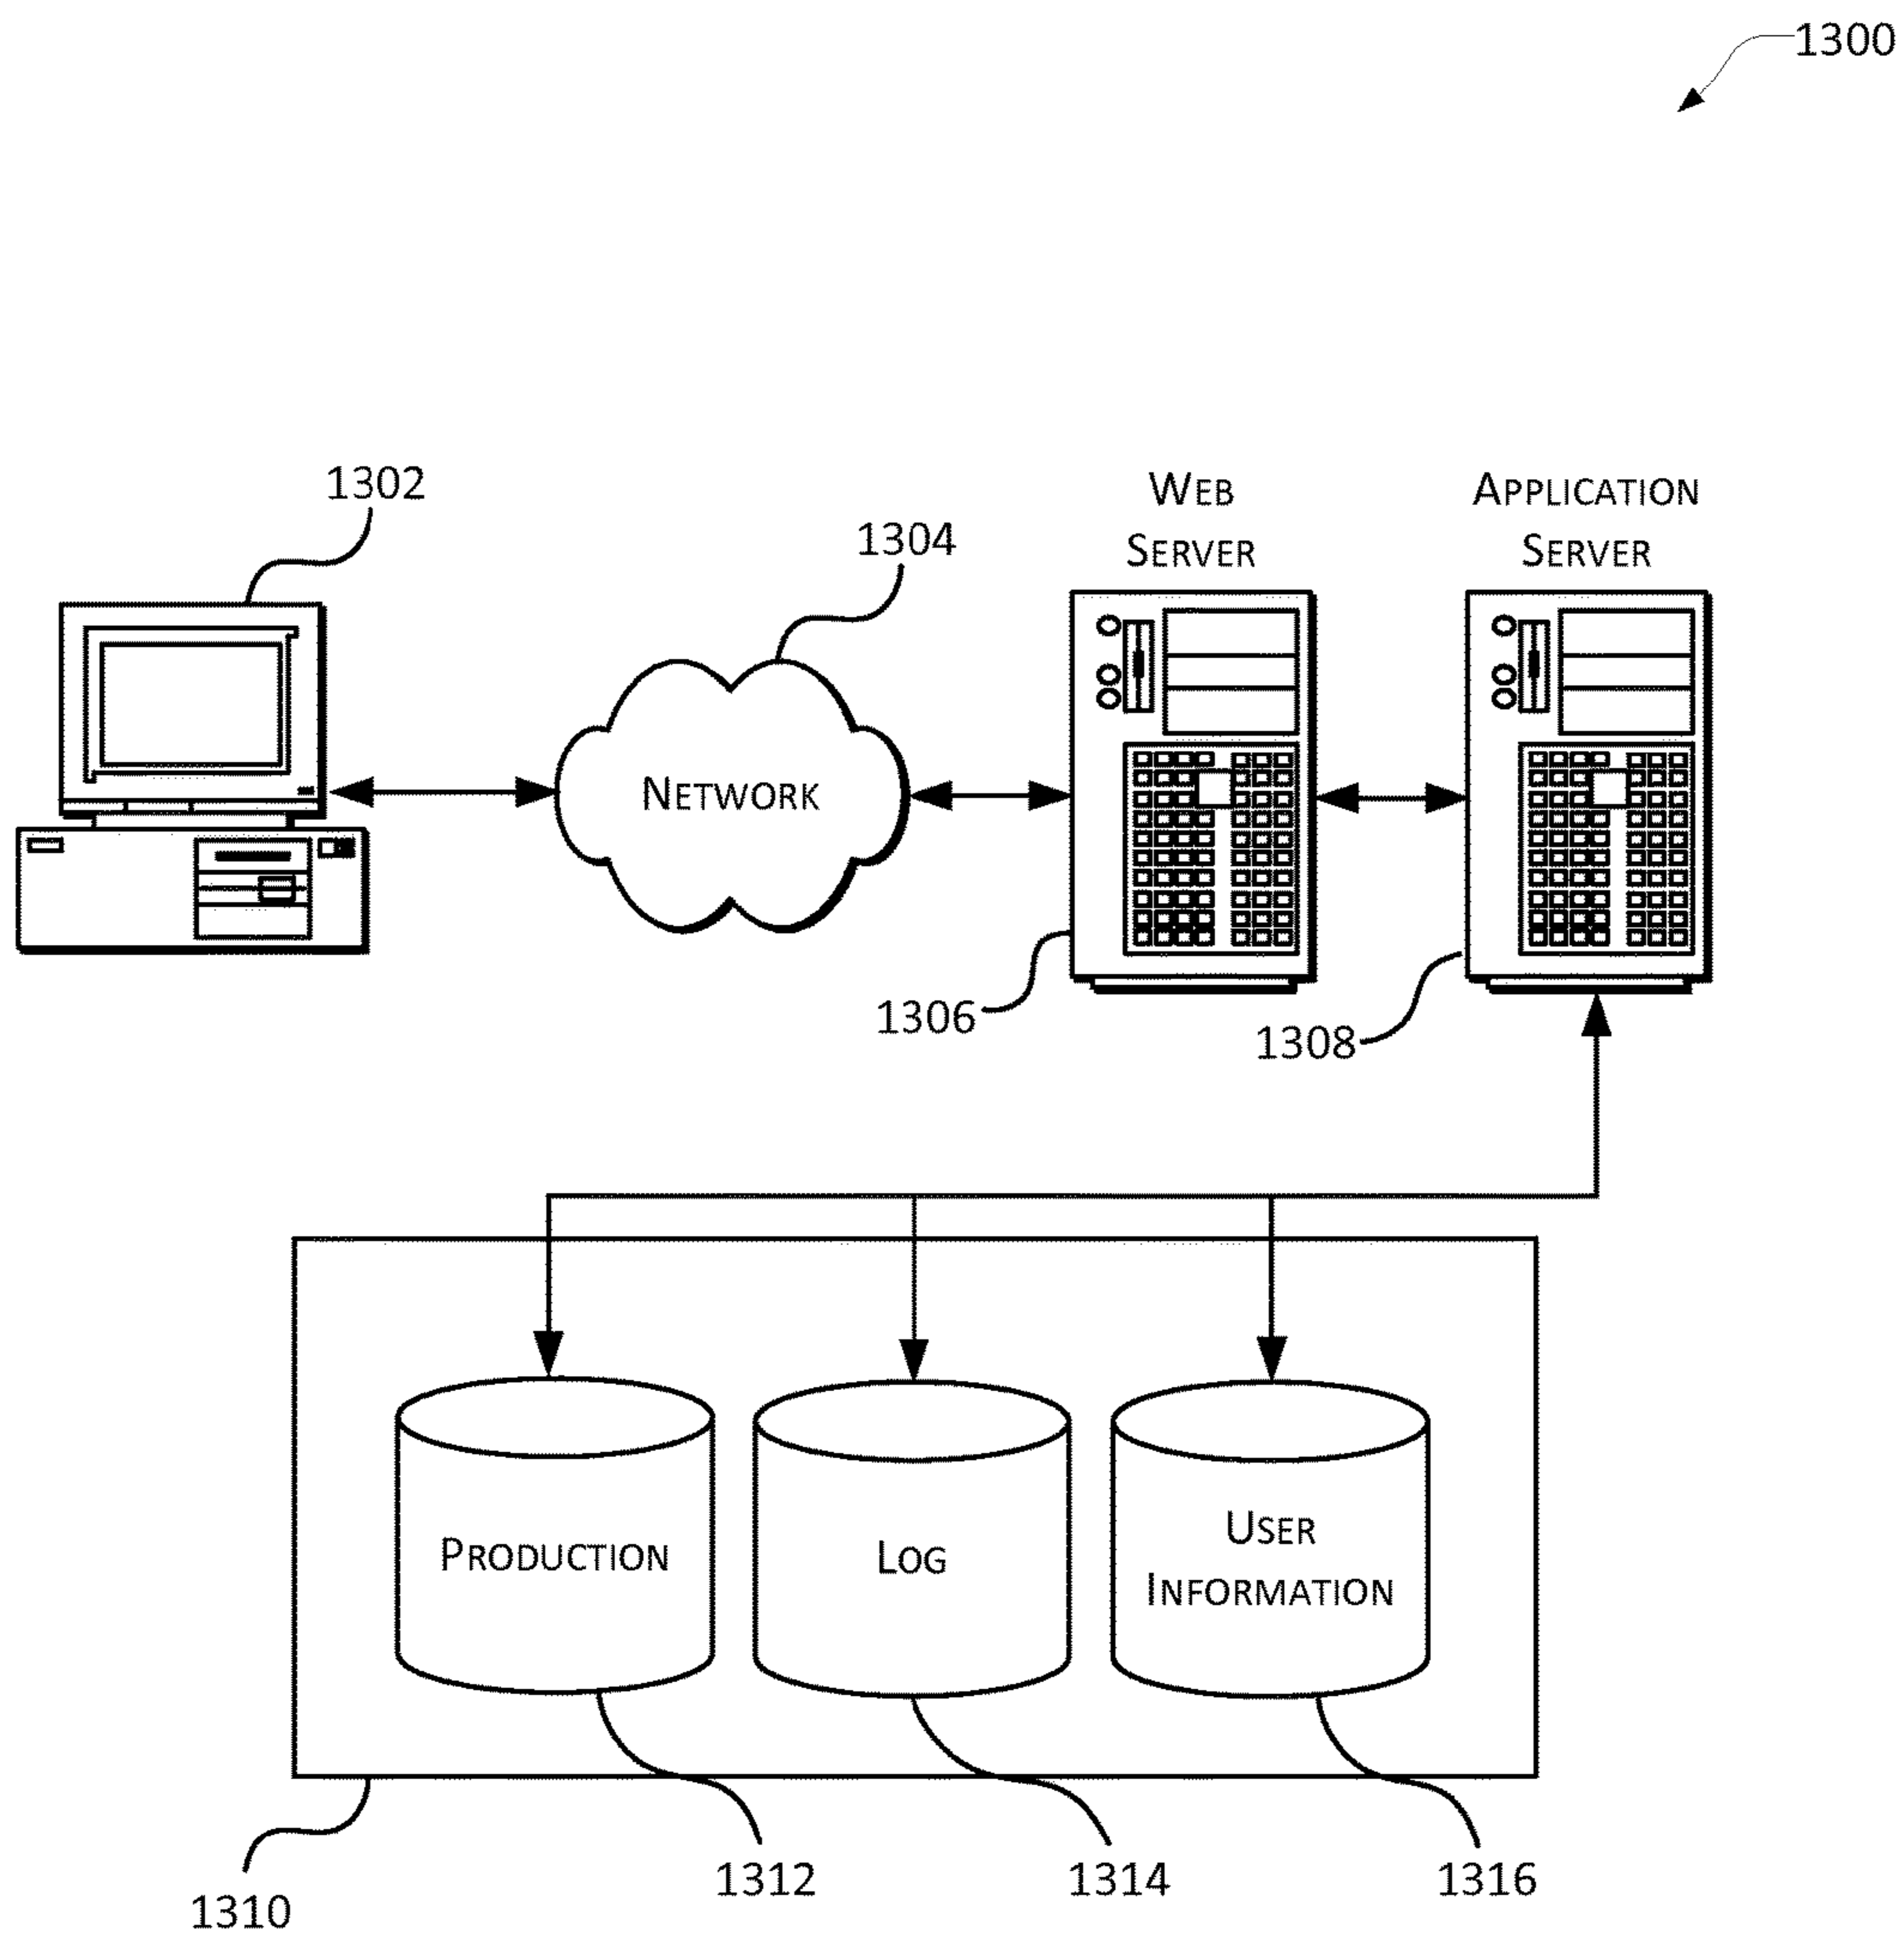 1300
1302
1304
WEB
SERVER
APPLICATION
SERVER
NETWORK
1306
1308
PRODUCTION
LOG
USER
INFORMATION
1310
1312
1314
1316